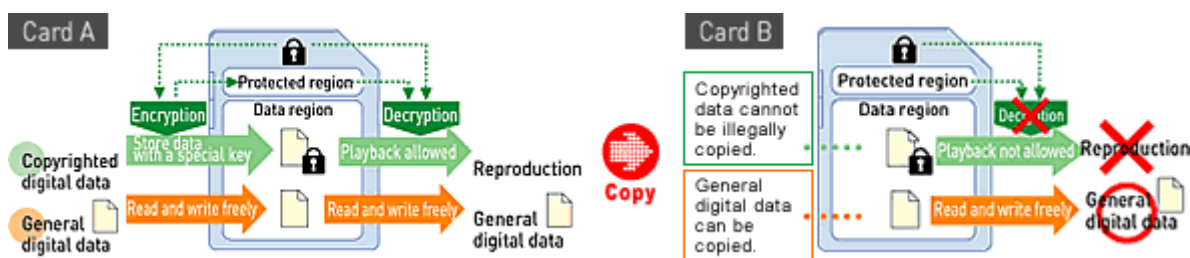 Card A
Protected region
Encryption
Data region
Decryption
Store data
with a special key
Playback allowed
Copyrighted
digital data
Reproduction
Read and write freely
Read and write freely
General
digital data
General
digital data
Copy
Card B
Protected region
Copyrighted
data cannot
be illegally
copied.
Data region
Decryption
Playback not allowed
Reproduction
General
digital data
can be
copied.
Read and write freely
General
digital data